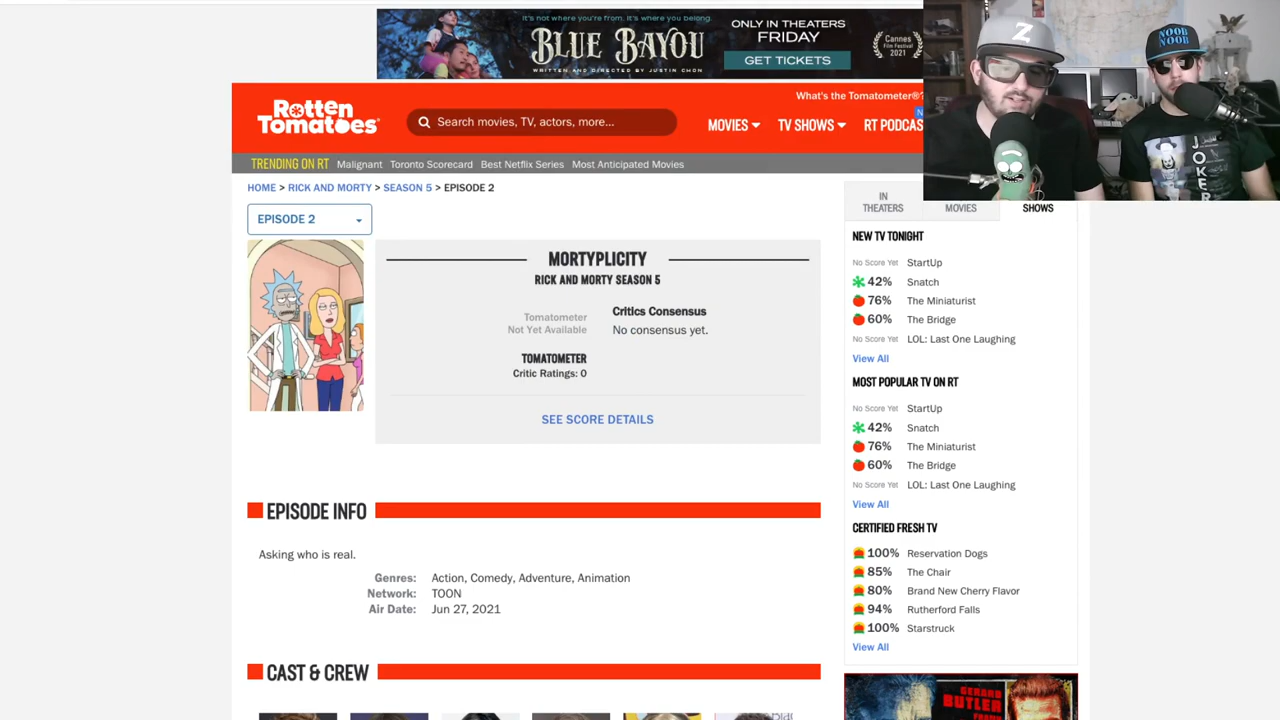 It's not where you're from. It's where you belong.
BLUE BAYOU
WRITTEN AND DIRECTED BY JUSTIN CHON
ONLY IN THEATERS
FRIDAY
GET TICKETS
Cannes
Film Festival
2021
Z
NOOB
NOOB
JOKER
Rotten
Tomatoes
Search movies, TV, actors, more...
What's the Tomatometer®?
MOVIES
TV SHOWS
RT PODCAS
N
TRENDING ON RT
Malignant
Toronto Scorecard
Best Netflix Series
Most Anticipated Movies
HOME > RICK AND MORTY > SEASON 5 > EPISODE 2
EPISODE 2
MORTYPLICITY
RICK AND MORTY SEASON 5
Tomatometer
Not Yet Available
TOMATOMETER
Critic Ratings: 0
Critics Consensus
No consensus yet.
SEE SCORE DETAILS
EPISODE INFO
Asking who is real.
Genres: Action, Comedy, Adventure, Animation
Network: TOON
Air Date: Jun 27, 2021
CAST & CREW
IN
THEATERS
MOVIES
SHOWS
NEW TV TONIGHT
No Score Yet StartUp
42% Snatch
76% The Miniaturist
60% The Bridge
No Score Yet LOL: Last One Laughing
View All
MOST POPULAR TV ON RT
No Score Yet StartUp
42% Snatch
76% The Miniaturist
60% The Bridge
No Score Yet LOL: Last One Laughing
View All
CERTIFIED FRESH TV
100% Reservation Dogs
85% The Chair
80% Brand New Cherry Flavor
94% Rutherford Falls
100% Starstruck
View All
GERARD
BUTLER